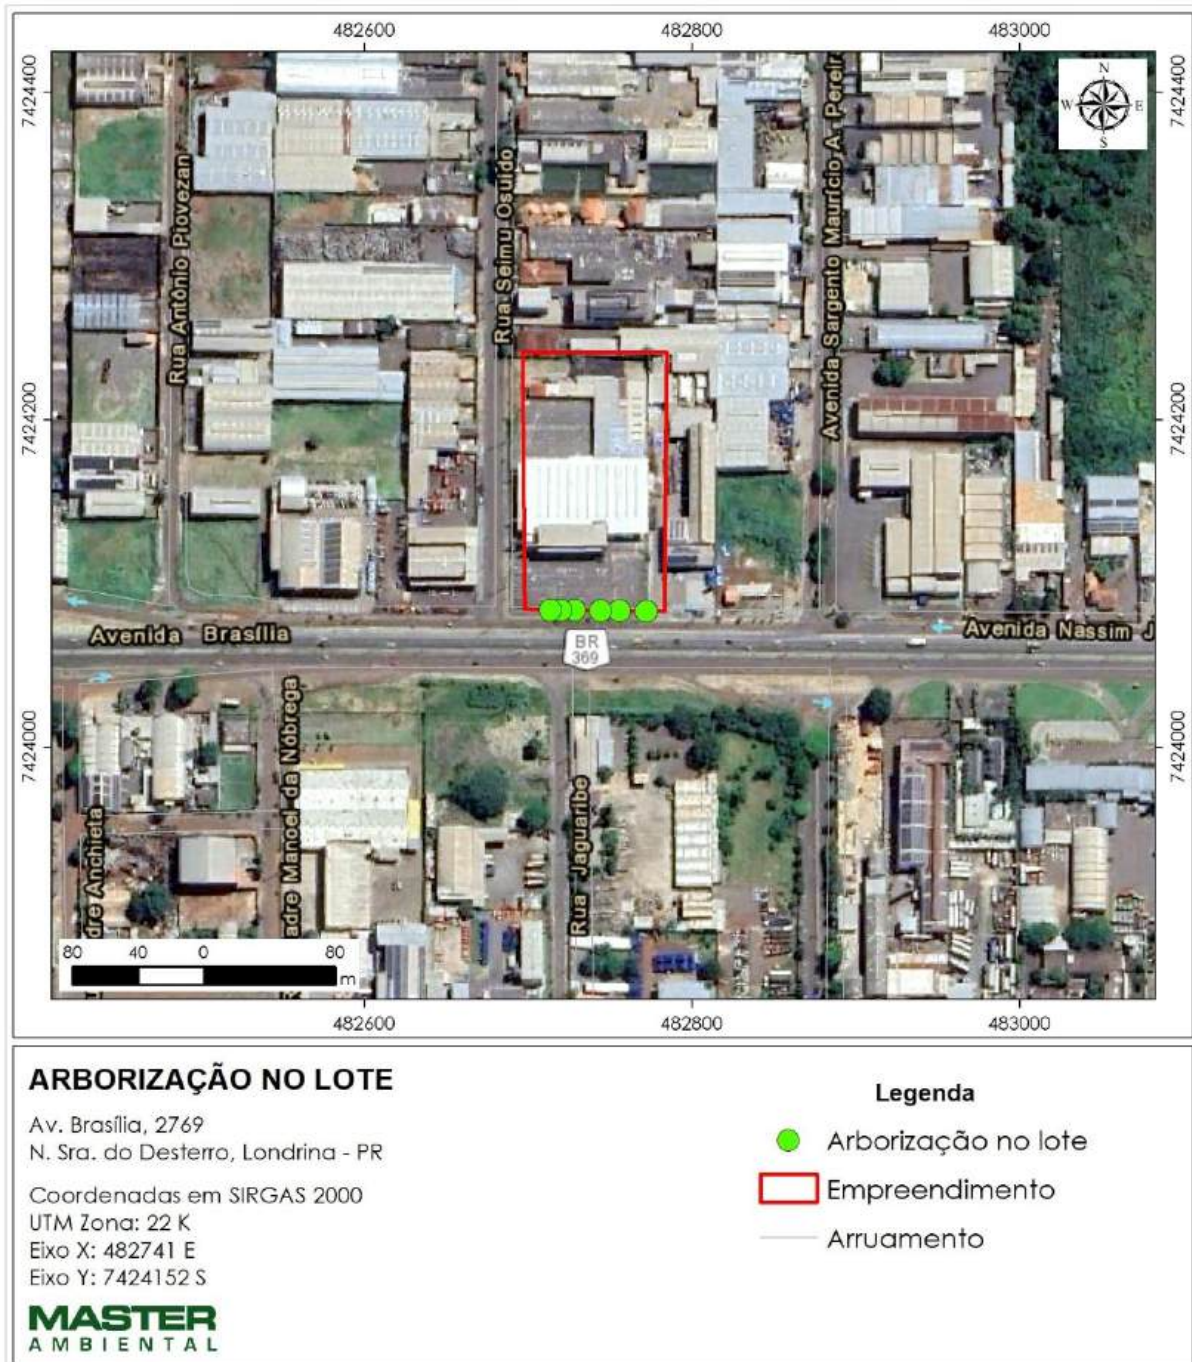 482600 482800 483000
7424400 7424400
N
W E
S
Rua Antônio Piovezan
Rua Seimu Osuido
Avenida Sargento Maurício A. Pereir
7424200 7424200
Avenida Brasília
BR
369
Avenida Nassim J
7424000 7424000
dre Anchieta
adre Manoel da Nobrega
Rua Jaguaribe
80 40 0 80
m
482600 482800 483000
ARBORIZAÇÃO NO LOTE
Av. Brasília, 2769
N. Sra. do Desterro, Londrina - PR
Coordenadas em SIRGAS 2000
UTM Zona: 22 K
Eixo X: 482741 E
Eixo Y: 7424152 S
MASTER
AMBIENTAL
Legenda
Arborização no lote
Empreendimento
Arruamento